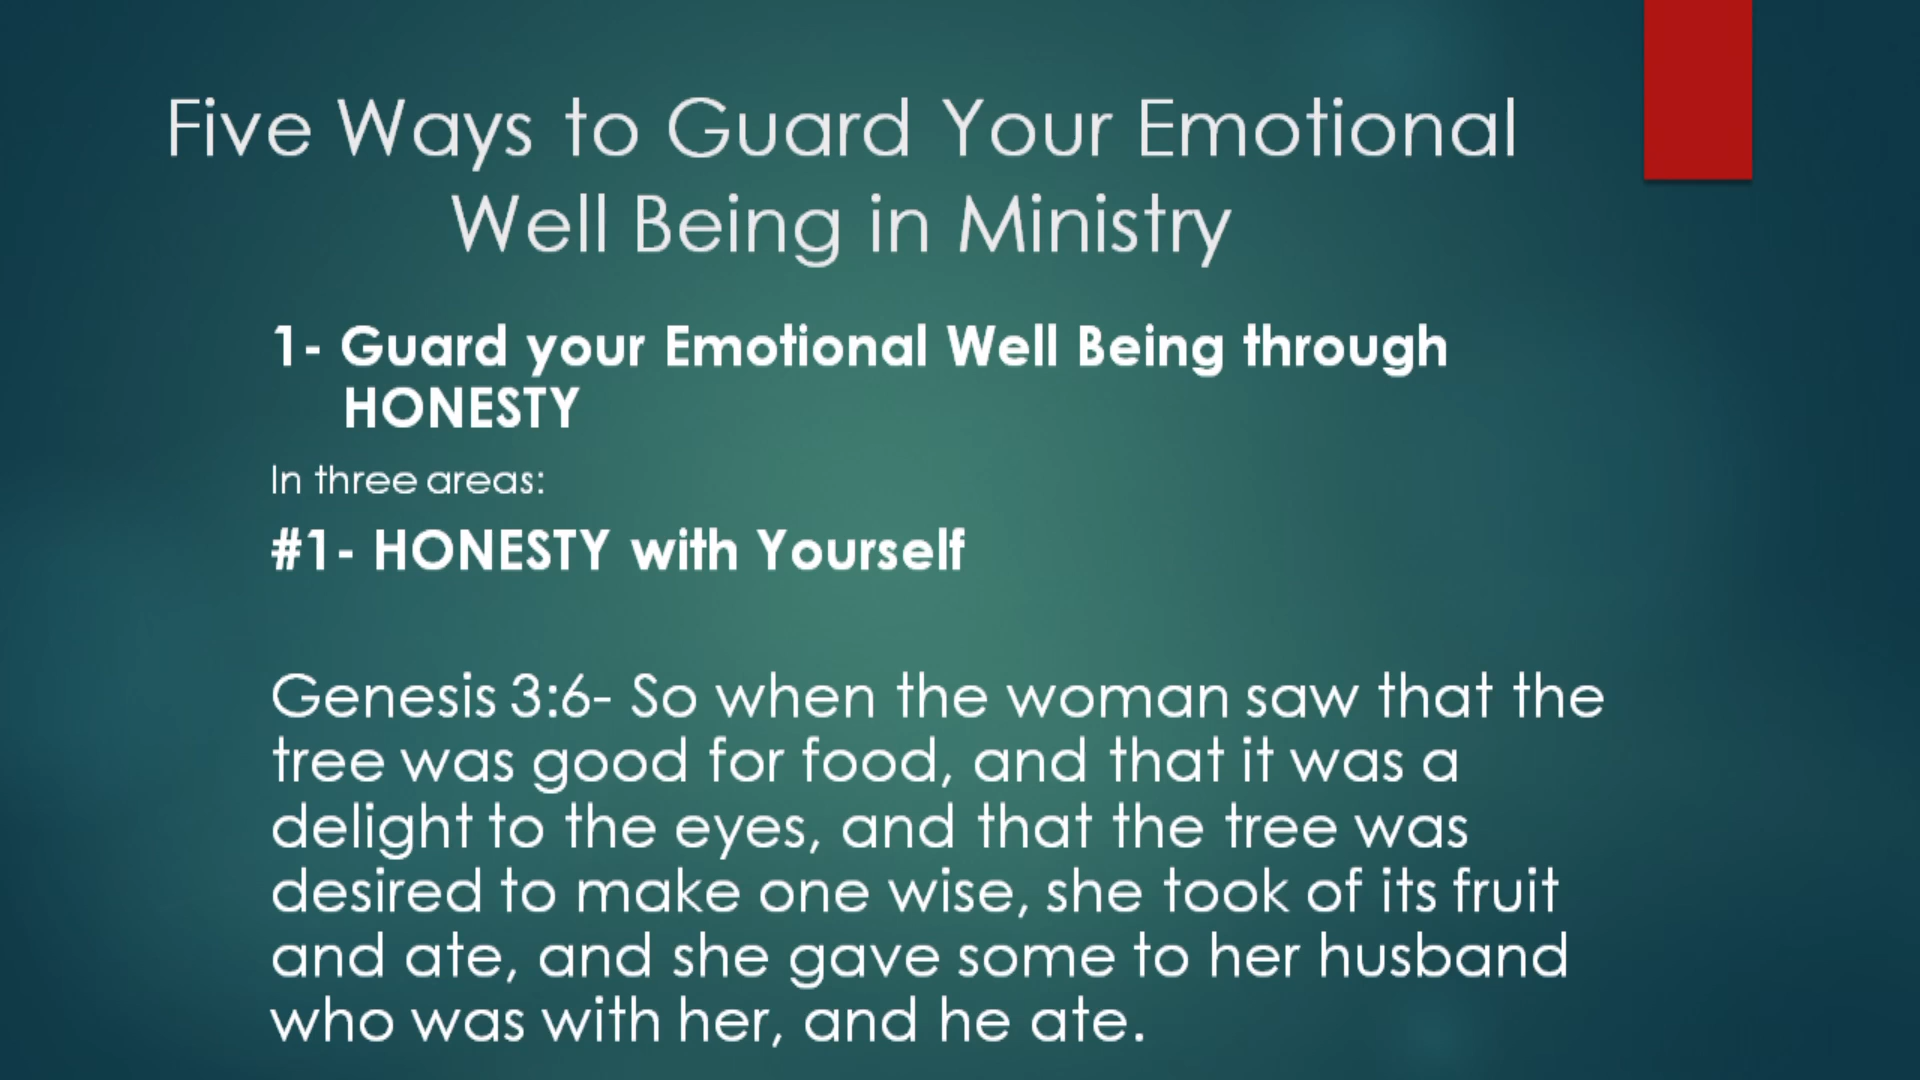 Five Ways to Guard Your Emotional
Well Being in Ministry
1- Guard your Emotional Well Being through
HONESTY
In three areas:
#1- HONESTY with Yourself
Genesis 3:6- So when the woman saw that the
tree was good for food, and that it was a
delight to the eyes, and that the tree was
desired to make one wise, she took of its fruit
and ate, and she gave some to her husband
who was with her, and he ate.